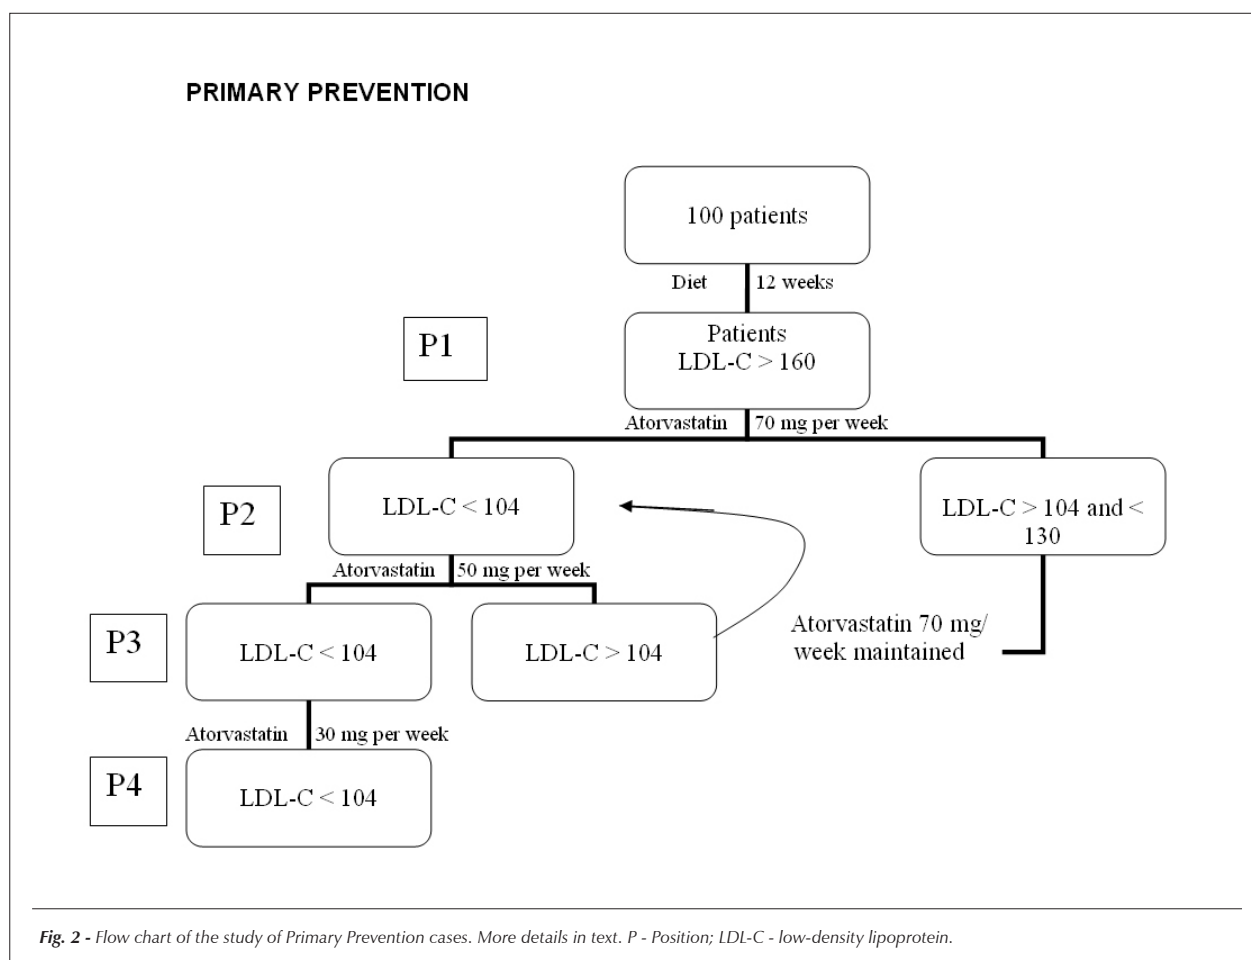 PRIMARY PREVENTION
100 patients
Diet 12 weeks
P1
Patients
LDL-C > 160
Atorvastatin 70 mg per week
P2
LDL-C < 104
LDL-C > 104 and <
130
Atorvastatin 50 mg per week
P3
LDL-C < 104
LDL-C > 104
Atorvastatin 70 mg/
week maintained
Atorvastatin 30 mg per week
P4
LDL-C < 104
Fig. 2 - Flow chart of the study of Primary Prevention cases. More details in text. P - Position; LDL-C - low-density lipoprotein.